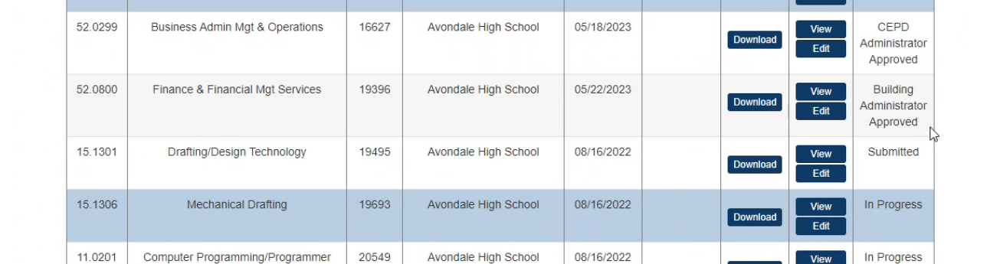 52.0299 Business Admin Mgt & Operations 16627 Avondale High School 05/18/2023 Download View Edit CEPD Administrator Approved
52.0800 Finance & Financial Mgt Services 19396 Avondale High School 05/22/2023 Download View Edit Building Administrator Approved
15.1301 Drafting/Design Technology 19495 Avondale High School 08/16/2022 Download View Edit Submitted
15.1306 Mechanical Drafting 19693 Avondale High School 08/16/2022 Download View Edit In Progress
11.0201 Computer Programming/Programmer 20549 Avondale High School 08/16/2022 View In Progress